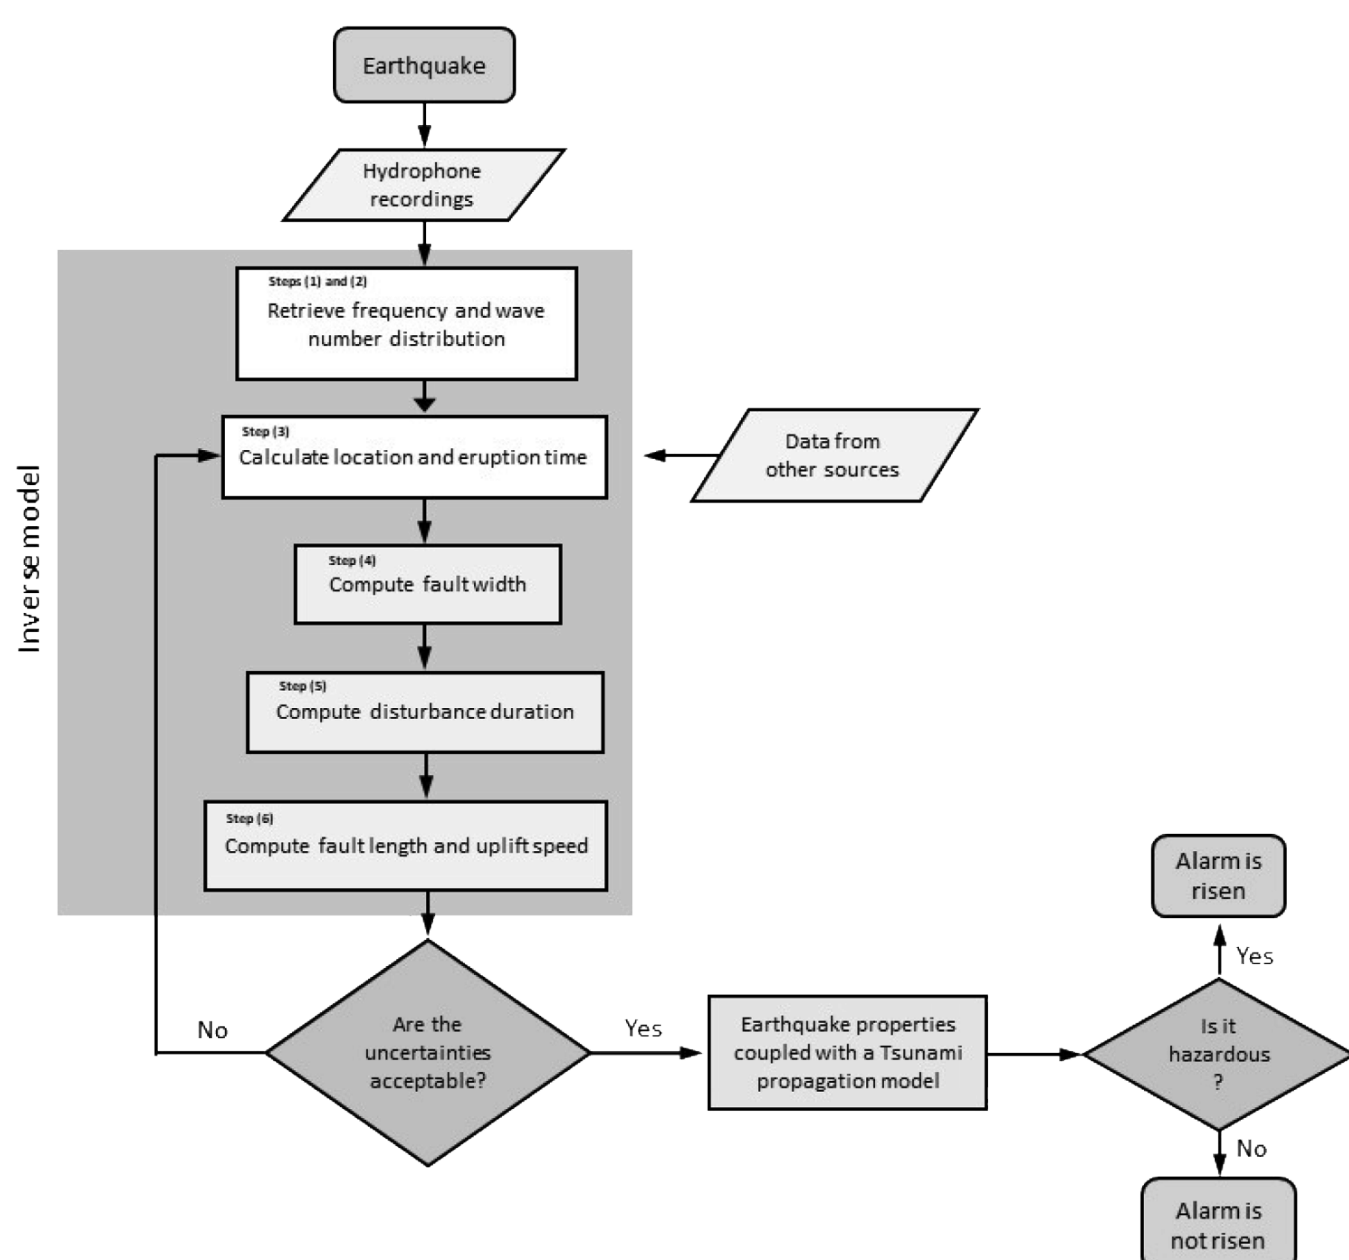 Earthquake
Hydrophone
recordings
Steps (1) and (2)
Retrieve frequency and wave
number distribution
Step (3)
Calculate location and eruption time
Data from
other sources
Inverse model
Step (4)
Compute fault width
Step (5)
Compute disturbance duration
Step (6)
Compute fault length and uplift speed
Alarm is
risen
Yes
No
Are the
uncertainties
acceptable?
Yes
Earthquake properties
coupled with a Tsunami
propagation model
Is it
hazardous
?
No
Alarm is
not risen